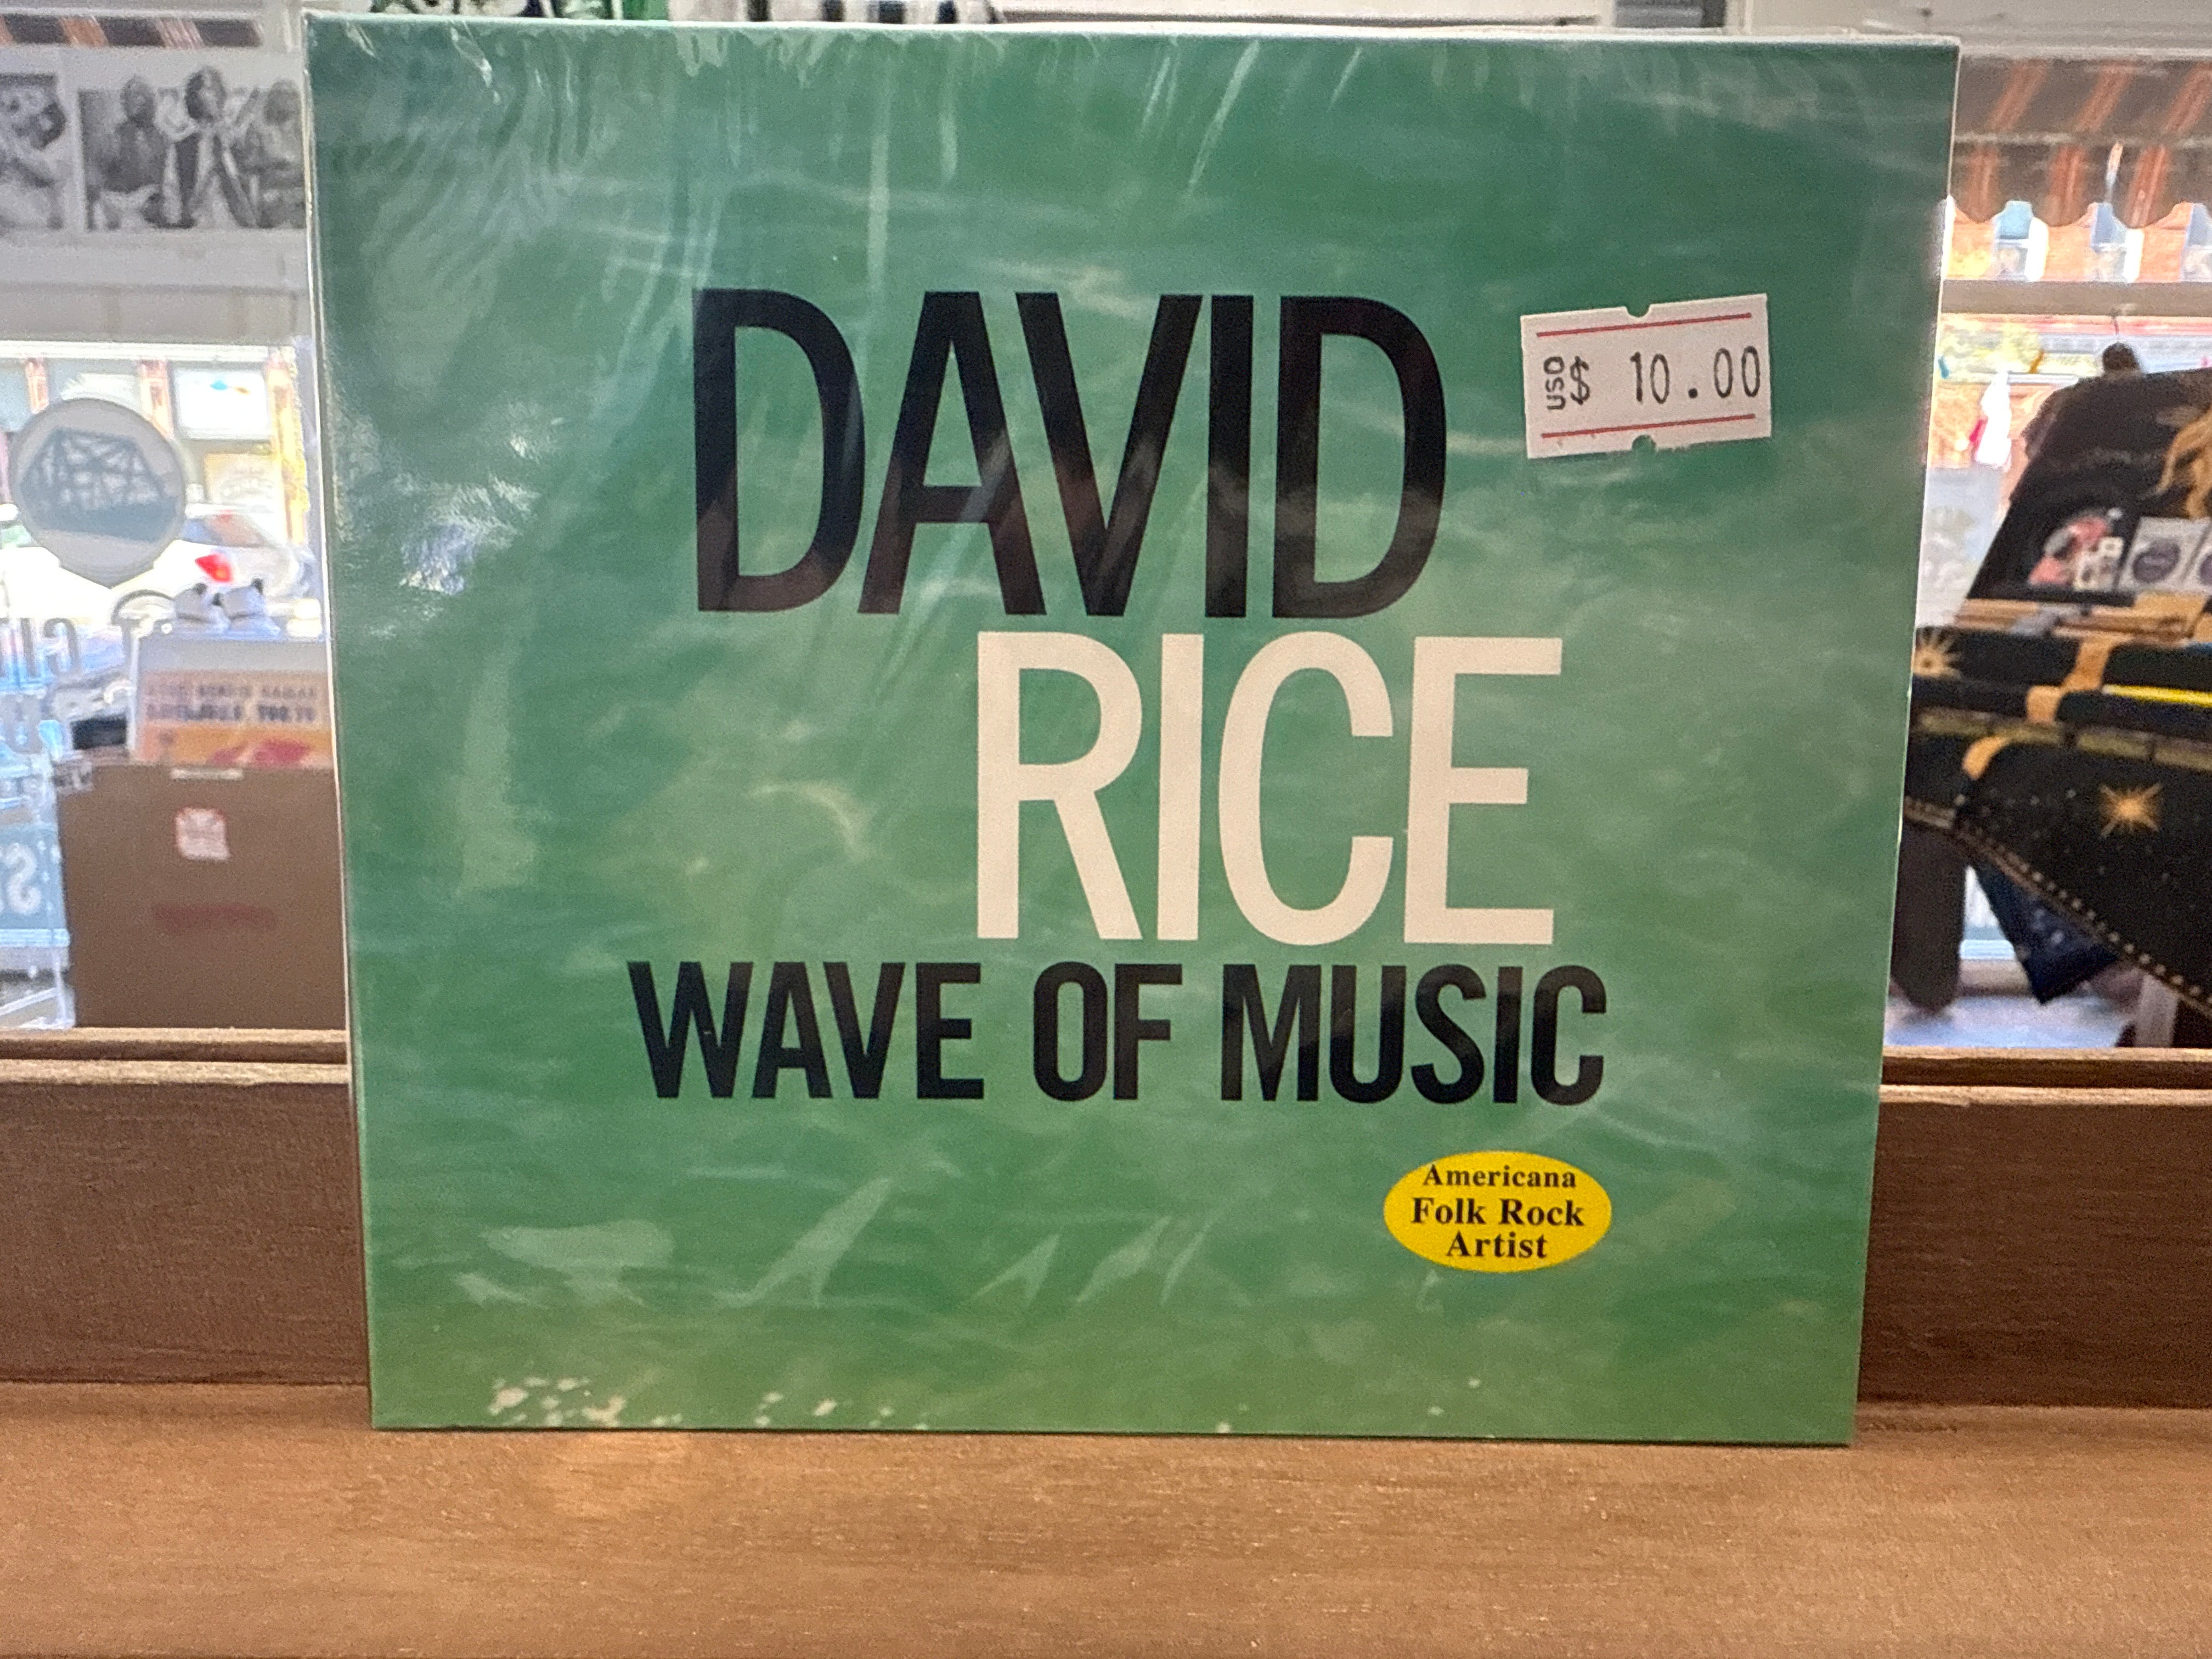 DAVID
USD $ 10.00
RICE
WAVE OF MUSIC
Americana
Folk Rock
Artist